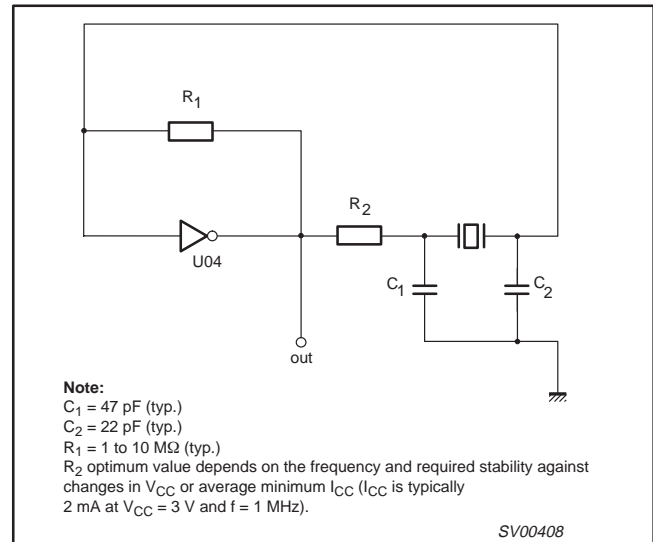 R1
R2
U04
C1
C2
out
Note:
C1 = 47 pF (typ.)
C2 = 22 pF (typ.)
R1 = 1 to 10 MΩ (typ.)
R2 optimum value depends on the frequency and required stability against
changes in VCC or average minimum ICC (ICC is typically
2 mA at VCC = 3 V and f = 1 MHz).
SV00408